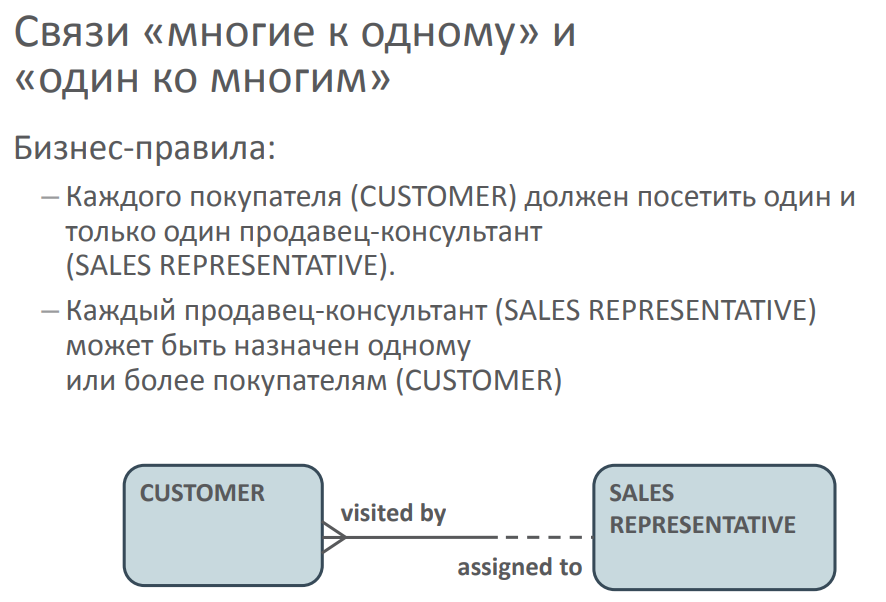 Связи «многие к одному» и
«один ко многим»
Бизнес-правила:
– Каждого покупателя (CUSTOMER) должен посетить один и
только один продавец-консультант
(SALES REPRESENTATIVE).
– Каждый продавец-консультант (SALES REPRESENTATIVE)
может быть назначен одному
или более покупателям (CUSTOMER)
CUSTOMER
visited by
assigned to
SALES
REPRESENTATIVE